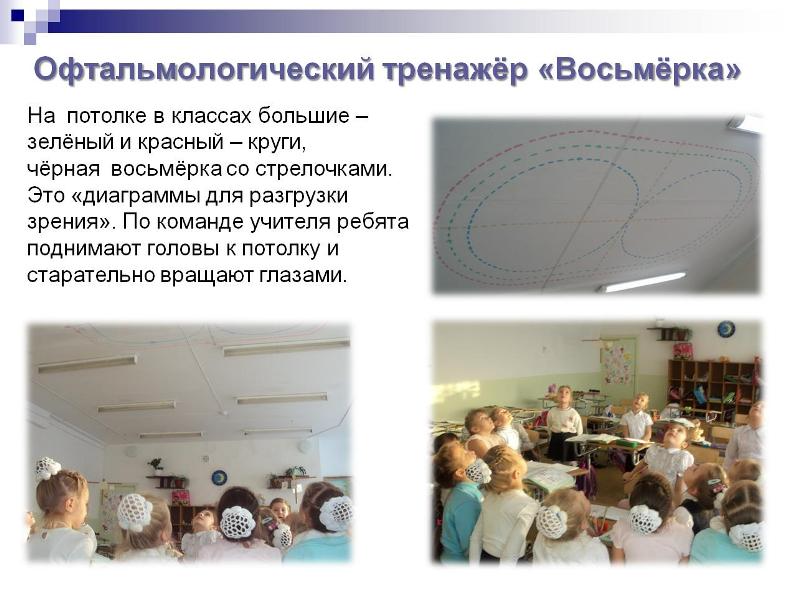 Офтальмологический тренажёр «Восьмёрка»
На потолке в классах большие –
зелёный и красный – круги,
чёрная восьмёрка со стрелочками.
Это «диаграммы для разгрузки
зрения». По команде учителя ребята
поднимают головы к потолку и
старательно вращают глазами.